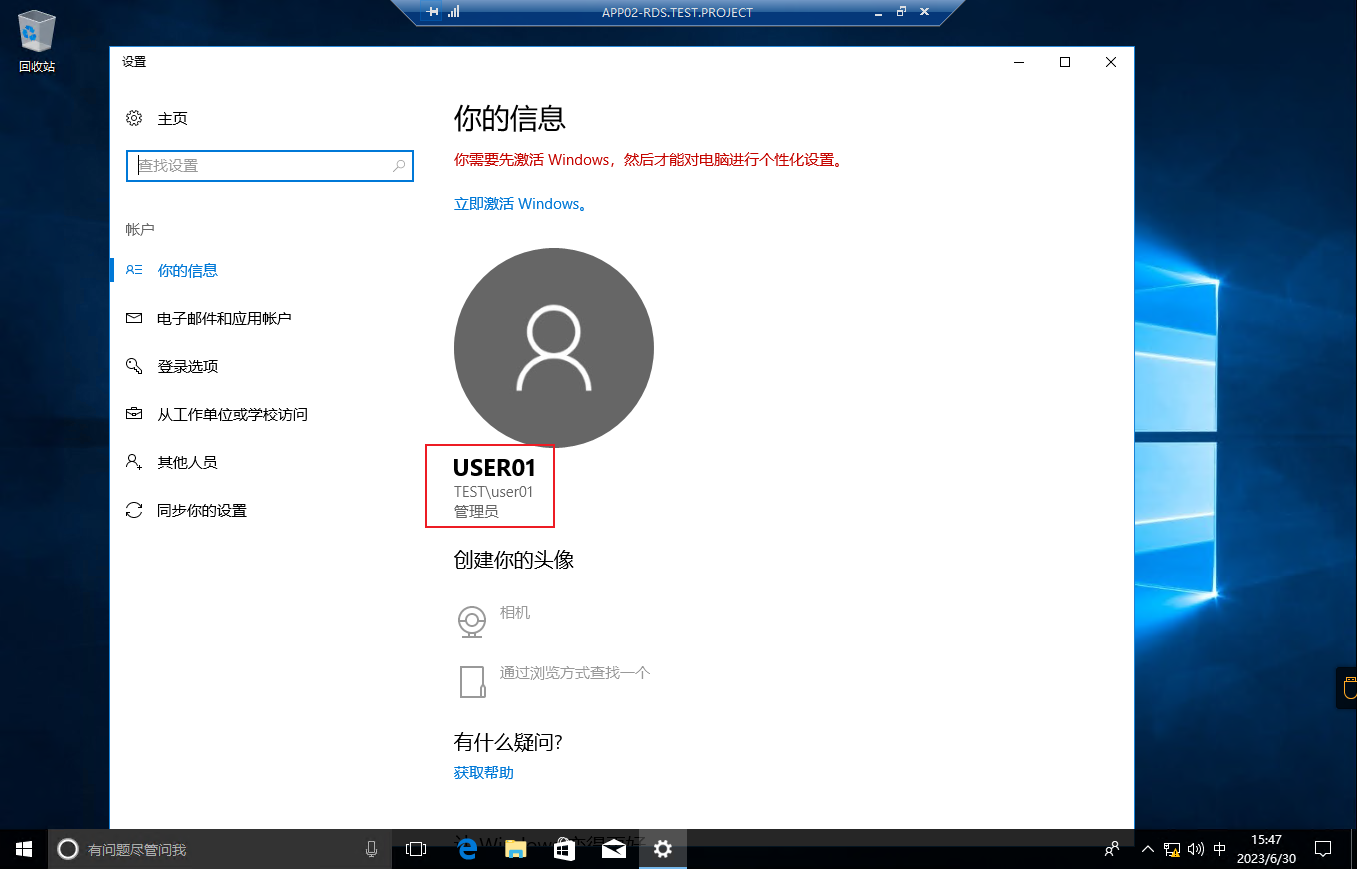 APP02-RDS.TEST.PROJECT
回收站
设置
主页
查找设置
帐户
你的信息
电子邮件和应用帐户
登录选项
从工作单位或学校访问
其他人员
同步你的设置
你的信息
你需要先激活 Windows，然后才能对电脑进行个性化设置。
立即激活 Windows。
USER01
TEST\user01
管理员
创建你的头像
相机
通过浏览方式查找一个
有什么疑问?
获取帮助
有问题尽管问我
中
15:47
2023/6/30